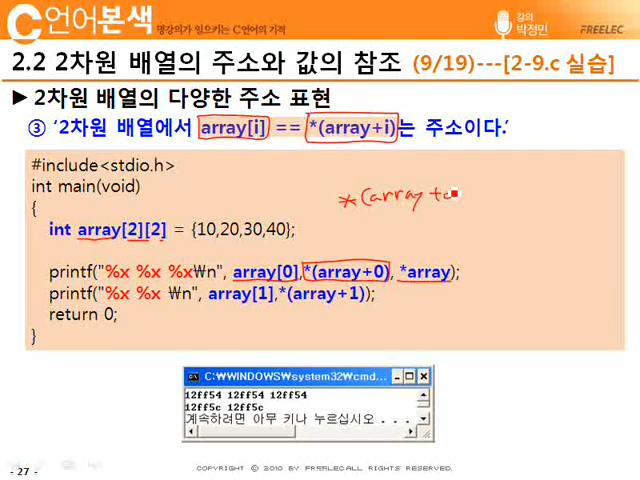 C언어본색 명강의가 일으키는 C언어의 기적
강의 박정민
FREELEC
2.2 2차원 배열의 주소와 값의 참조 (9/19)---[2-9.c 실습]
▶2차원 배열의 다양한 주소 표현
③ ‘2차원 배열에서 array[i] == *(array+i)는 주소이다.’
#include<stdio.h>
int main(void)
{
*(array +
int array[2][2] = {10,20,30,40};
printf("%x %x %x₩n", array[0],*(array+0), *array);
printf("%x %x ₩n", array[1],*(array+1));
return 0;
}
C:₩WINDOWS₩system32₩cmd...
12ff54 12ff54 12ff54
12ff5c 12ff5c
계속하려면 아무 키나 누르십시오 . . .
- 27 -
COPYRIGHT ⓒ 2010 BY FREELEC ALL RIGHTS RESERVED.